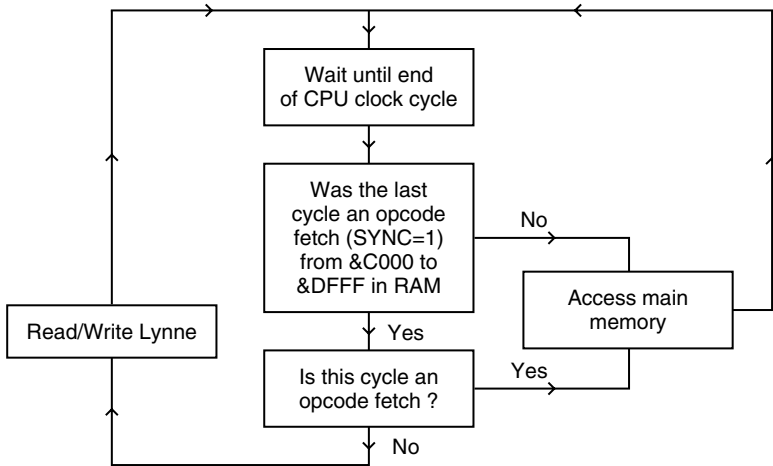 Wait until end
of CPU clock cycle
Was the last
cycle an opcode
fetch (SYNC=1)
from &C000 to
&DFFF in RAM
No
Access main
memory
Read/Write Lynne
Yes
Is this cycle an
opcode fetch ?
Yes
No